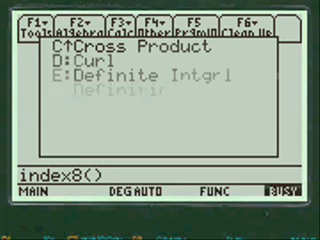 F1▾ F2▾ F3▾ F4▾ F5 F6▾
Tools Algebra Calc Other PrgmIO Clean Up
C↑Cross Product
D:Curl
E:Definite Intgrl
index8()
MAIN DEG AUTO FUNC BUSY